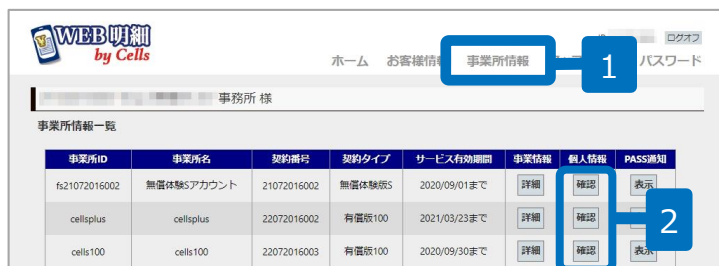 WEB明細
by Cells
ログオフ
ホーム お客様情 事業所情報 パスワード
1
事務所 様
事業所情報一覧
事業所ID 事業所名 契約番号 契約タイプ サービス有効期間 事業情報 個人情報 PASS通知
fs21072016002 無償体験Sアカウント 21072016002 無償体験版S 2020/09/01まで 詳細 確認 表示
cellsplus cellsplus 22072016002 有償版100 2021/03/23まで 詳細 確認
2
cells100 cells100 22072016003 有償版100 2020/09/30まで 詳細 確認 表示